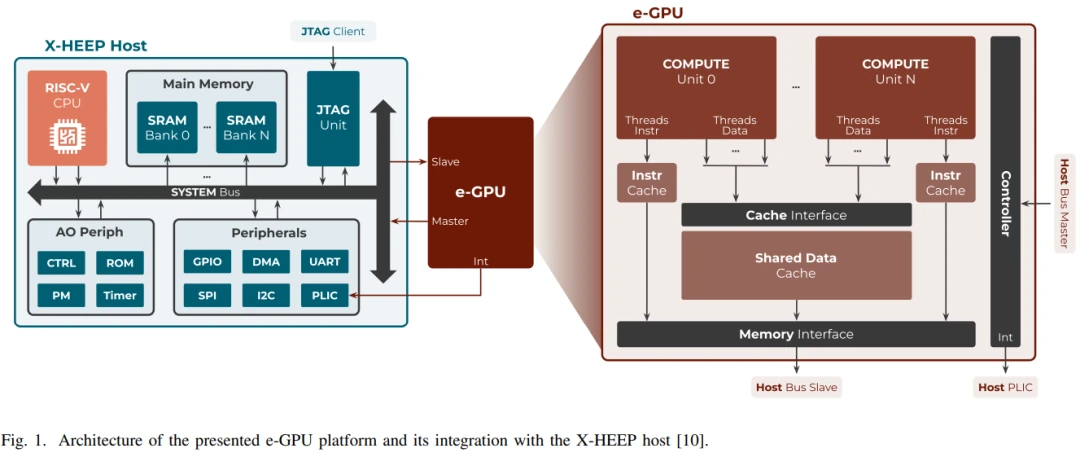 JTAG Client
X-HEEP Host
RISC-V
CPU
Main Memory
SRAM
Bank 0
...
SRAM
Bank N
...
JTAG
Unit
SYSTEM Bus
AO Periph
CTRL
ROM
PM
Timer
Peripherals
GPIO
DMA
UART
SPI
I2C
PLIC
Slave
e-GPU
Master
Int
e-GPU
COMPUTE
Unit 0
Threads
Instr
Threads
Data
...
...
COMPUTE
Unit N
Threads
Data
Threads
Instr
...
Instr
Cache
Instr
Cache
Cache Interface
Shared Data
Cache
Memory Interface
Controller
Int
Host Bus Master
Host Bus Slave
Host PLIC
Fig. 1. Architecture of the presented e-GPU platform and its integration with the X-HEEP host [10].